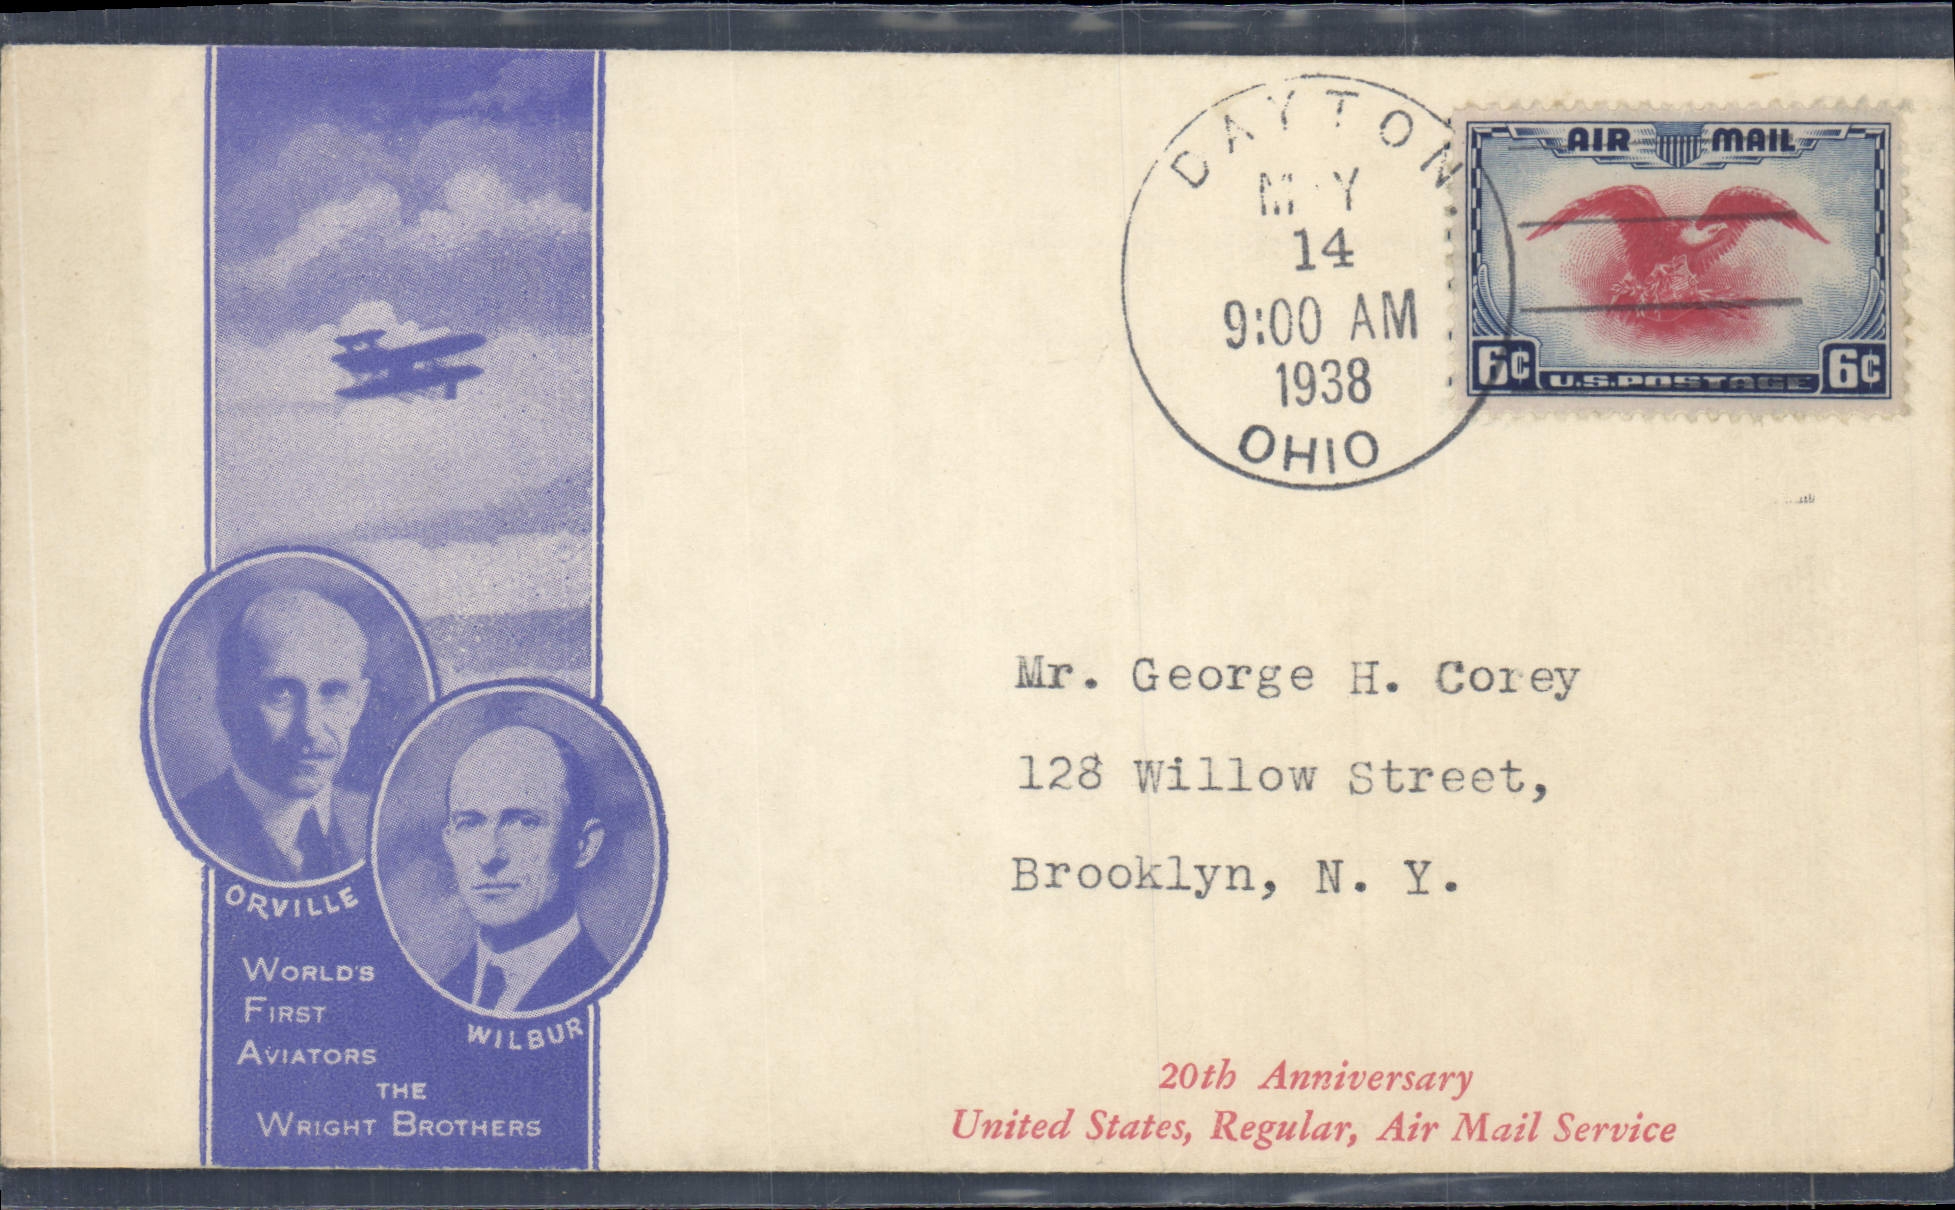 DAYTON
14
9:00 AM
1938
OHIO
AIR MAIL
6¢ U.S.POSTAGE 6¢
Mr. George H. Corey
128 Willow Street,
Brooklyn, N. Y.
ORVILLE
WILBUR
WORLD'S
FIRST
AVIATORS
THE
WRIGHT BROTHERS
20th Anniversary
United States, Regular, Air Mail Service